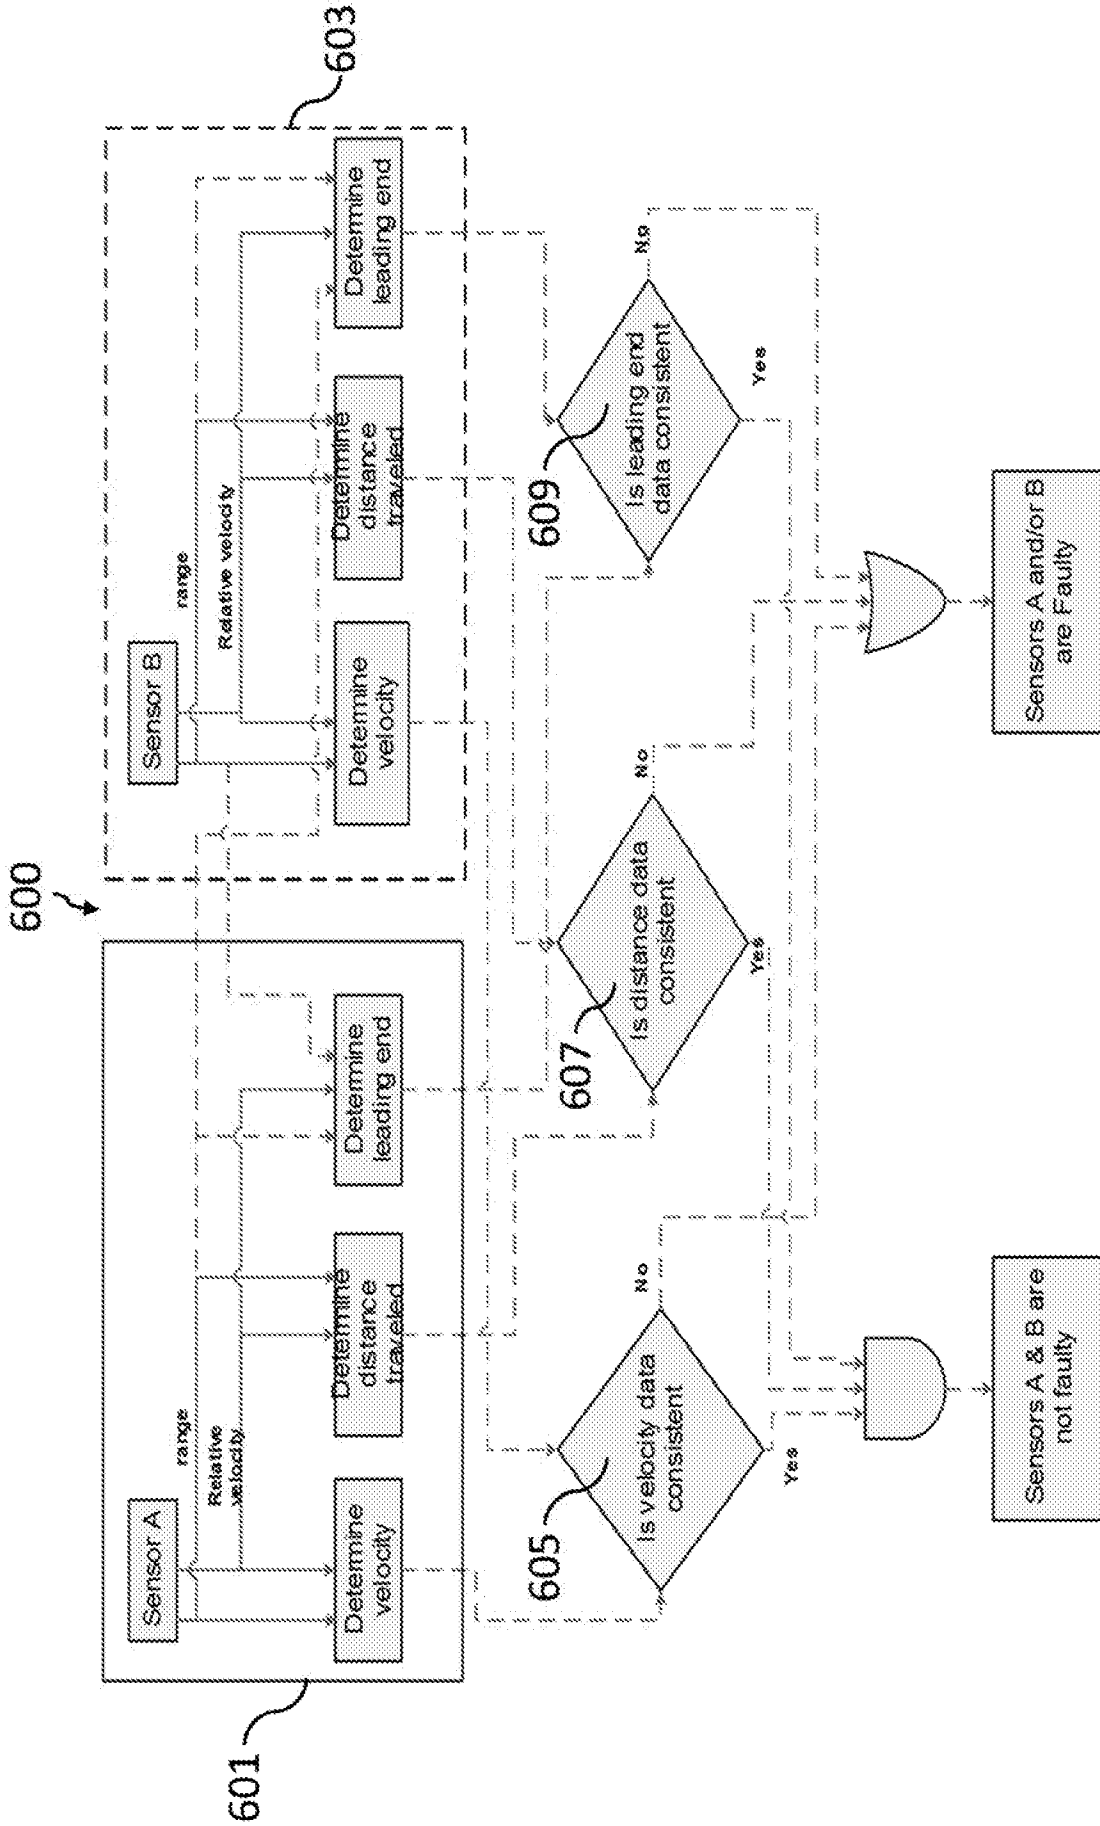 600
601
603
Sensor A
range
Relative
velocity
Determine
velocity
Determine
distance
traveled
Determine
leading end
Sensor B
range
Relative velocity
Determine
velocity
Determine
distance
traveled
Determine
leading end
605
Is velocity data
consistent
No
Yes
607
Is distance data
consistent
No
Yes
609
Is leading end
data consistent
No
Yes
Sensors A & B are
not faulty
Sensors A and/or B
are Faulty